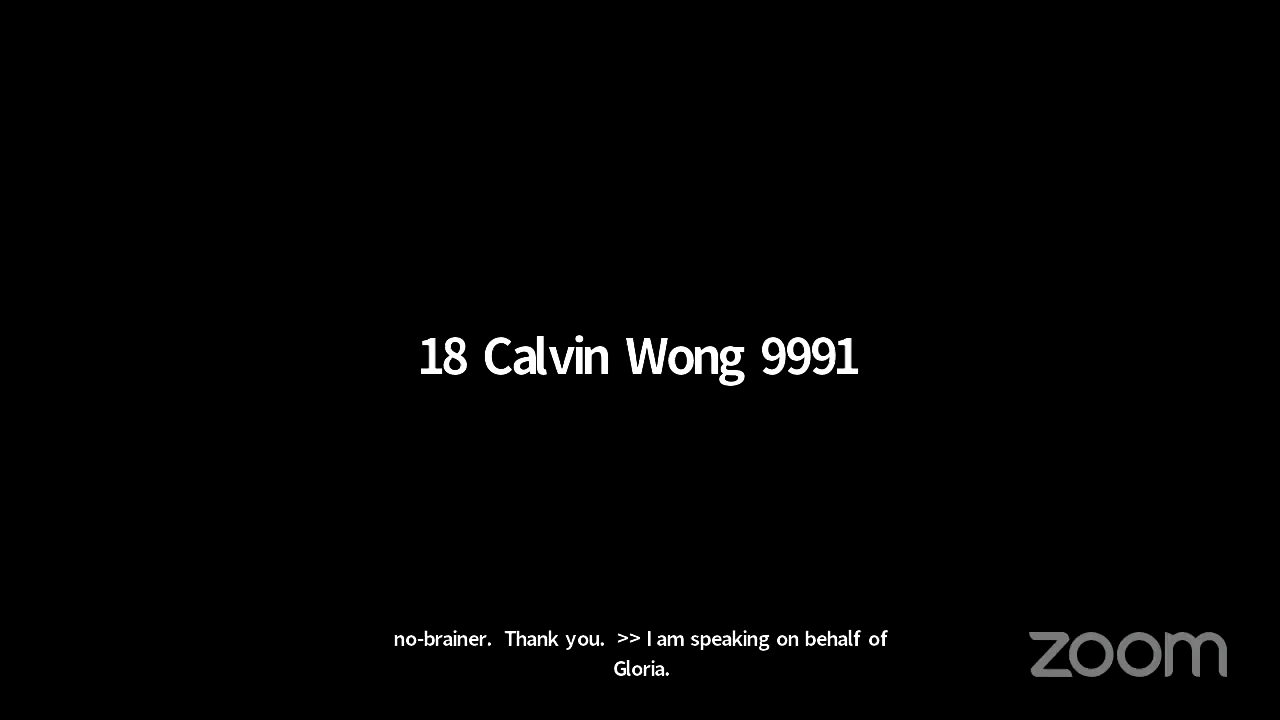 18 Calvin Wong 9991
no-brainer. Thank you. >> I am speaking on behalf of
Gloria.
zoom